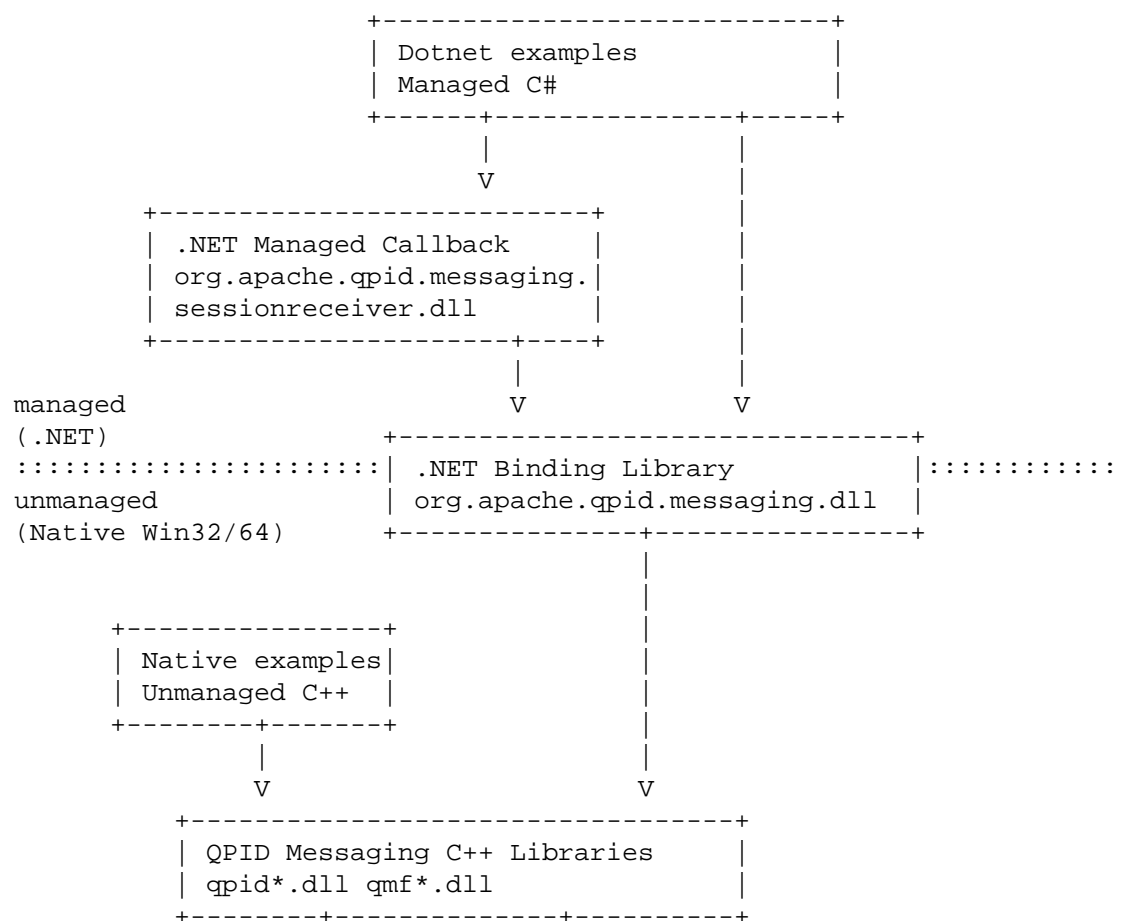 Dotnet examples
Managed C#
.NET Managed Callback
org.apache.qpid.messaging.
sessionreceiver.dll
managed
(.NET)
.NET Binding Library
unmanaged
org.apache.qpid.messaging.dll
(Native Win32/64)
Native examples
Unmanaged C++
QPID Messaging C++ Libraries
qpid*.dll qmf*.dll